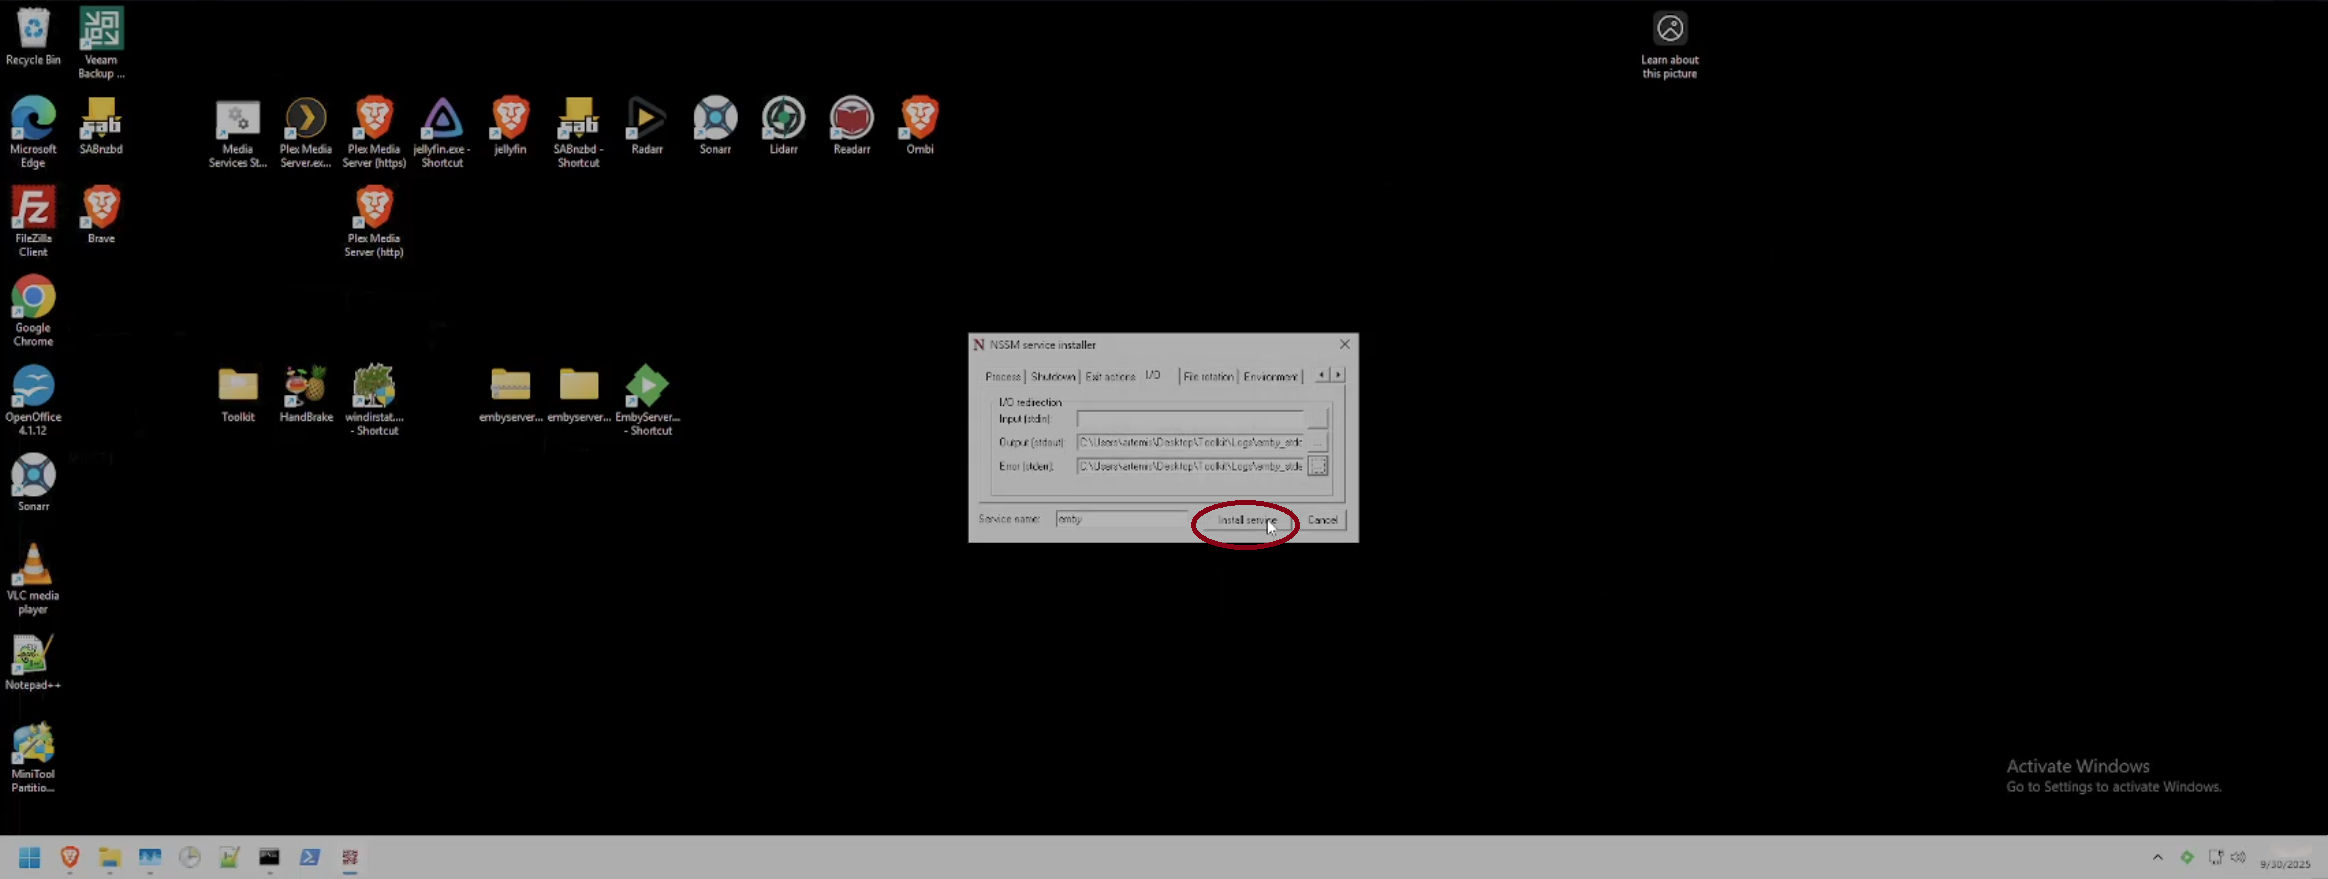 Recycle Bin
Veeam
Backup ...
Learn about
this picture
Microsoft
Edge
SABnzbd
Media
Services St...
Plex Media
Server.ex...
Plex Media
Server (https)
jellyfin.exe -
Shortcut
jellyfin
SABnzbd -
Shortcut
Radarr
Sonarr
Lidarr
Readarr
Ombi
FileZilla
Client
Brave
Plex Media
Server (http)
Google
Chrome
OpenOffice
4.1.12
Toolkit
HandBrake
windirstat....
- Shortcut
embyserver...
embyserver...
EmbyServer....
- Shortcut
Sonarr
VLC media
player
Notepad++
MiniTool
Partitio...
NSSM service installer
Process
Shutdown
Exit actions
I/O
File rotation
Environment
I/O redirection
Input (stdin):
Output (stdout):
C:\Users\artemis\Desktop\Toolkit\Logs\emby_stdo
Error (stderr):
C:\Users\artemis\Desktop\Toolkit\Logs\emby_stde
Service name:
emby
Install service
Cancel
Activate Windows
Go to Settings to activate Windows.
9/30/2025